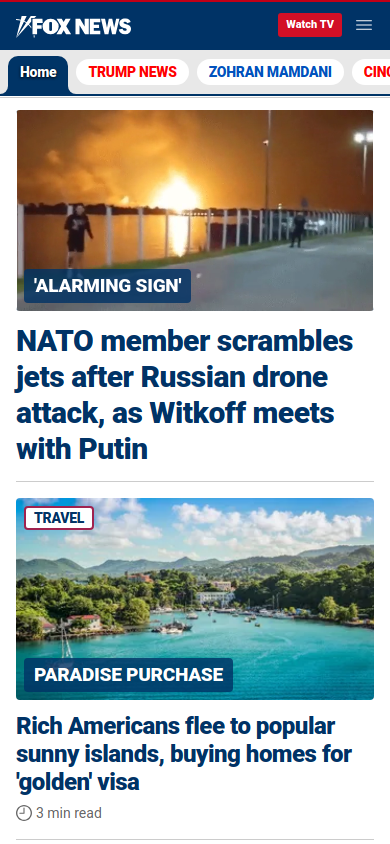 FOX NEWS
Watch TV
Home
TRUMP NEWS
ZOHRAN MAMDANI
'ALARMING SIGN'
NATO member scrambles
jets after Russian drone
attack, as Witkoff meets
with Putin
TRAVEL
PARADISE PURCHASE
Rich Americans flee to popular
sunny islands, buying homes for
'golden' visa
3 min read